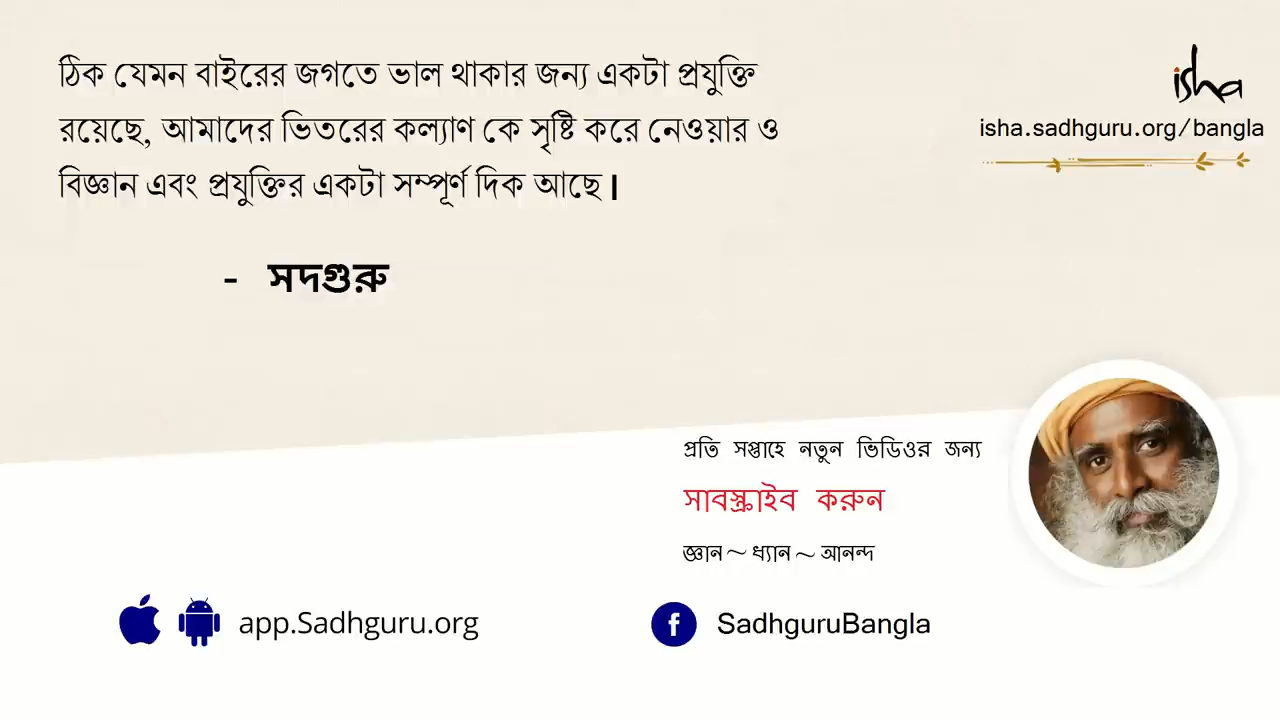 ঠিক যেমন বাইরের জগতে ভাল থাকার জন্য একটা প্রযুক্তি
রয়েছে, আমাদের ভিতরের কল্যাণ কে সৃষ্টি করে নেওয়ার ও
বিজ্ঞান এবং প্রযুক্তির একটা সম্পূর্ণ দিক আছে।
- সদগুরু
isha
isha.sadhguru.org/bangla
প্রতি সপ্তাহে নতুন ভিডিওর জন্য
সাবস্ক্রাইব করুন
জ্ঞান ~ ধ্যান ~ আনন্দ
app.Sadhguru.org
f SadhguruBangla